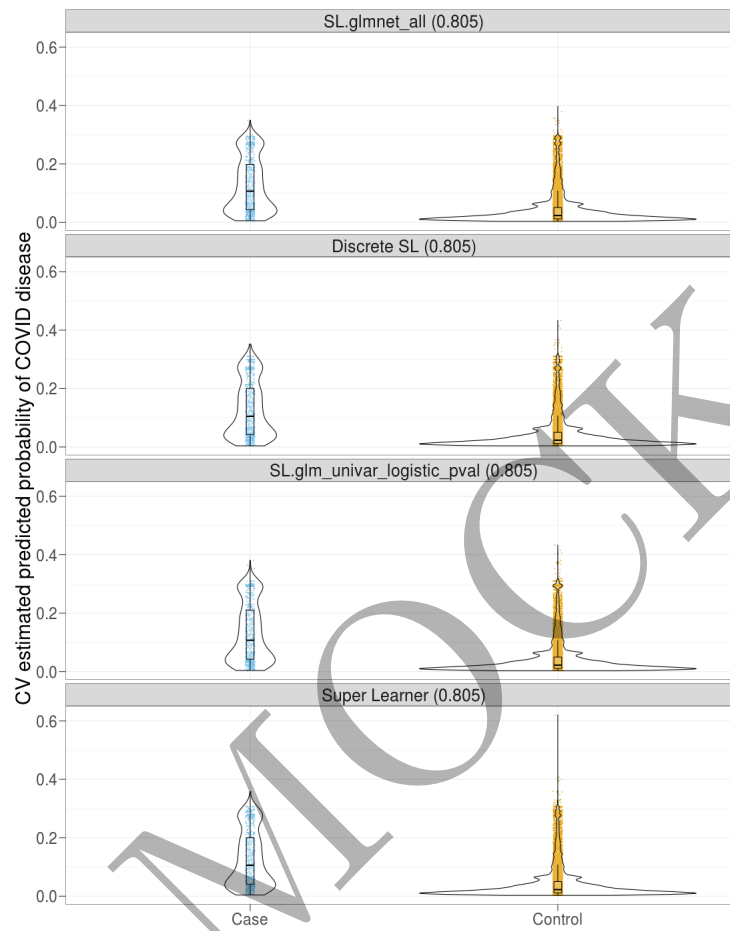 SL.glmnet_all (0.805)
0.6
0.4
0.2
0.0
Discrete SL (0.805)
0.6
0.4
0.2
0.0
SL.glm_univar_logistic_pval (0.805)
0.6
0.4
0.2
0.0
Super Learner (0.805)
0.6
0.4
0.2
0.0
Case Control
CV estimated predicted probability of COVID disease
MOCK